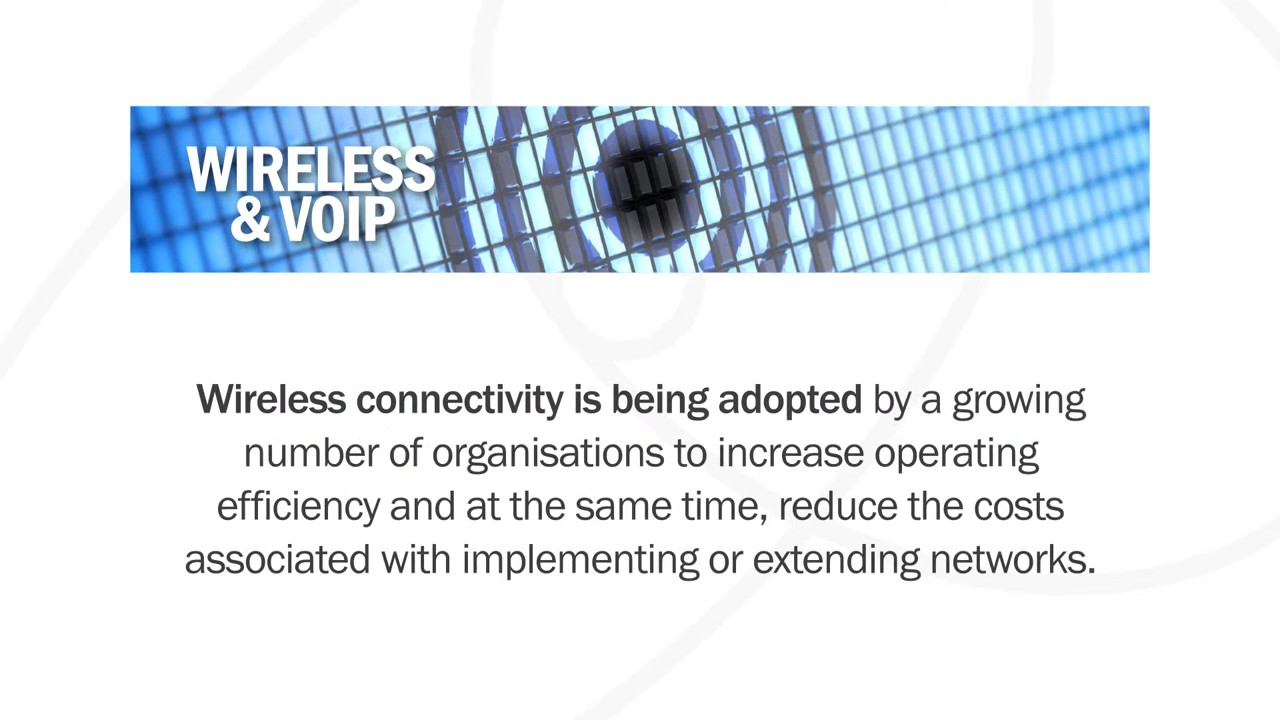 WIRELESS
& VOIP
Wireless connectivity is being adopted by a growing
number of organisations to increase operating
efficiency and at the same time, reduce the costs
associated with implementing or extending networks.